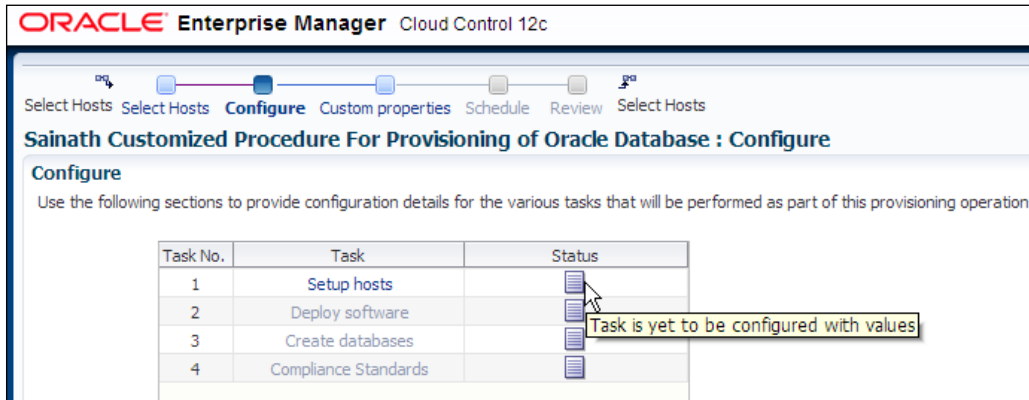 ORACLE Enterprise Manager Cloud Control 12c
Select Hosts Select Hosts Configure Custom properties Schedule Review Select Hosts
Sainath Customized Procedure For Provisioning of Oracle Database : Configure
Configure
Use the following sections to provide configuration details for the various tasks that will be performed as part of this provisioning operation
Task No. Task Status
1 Setup hosts
2 Deploy software
Task is yet to be configured with values
3 Create databases
4 Compliance Standards